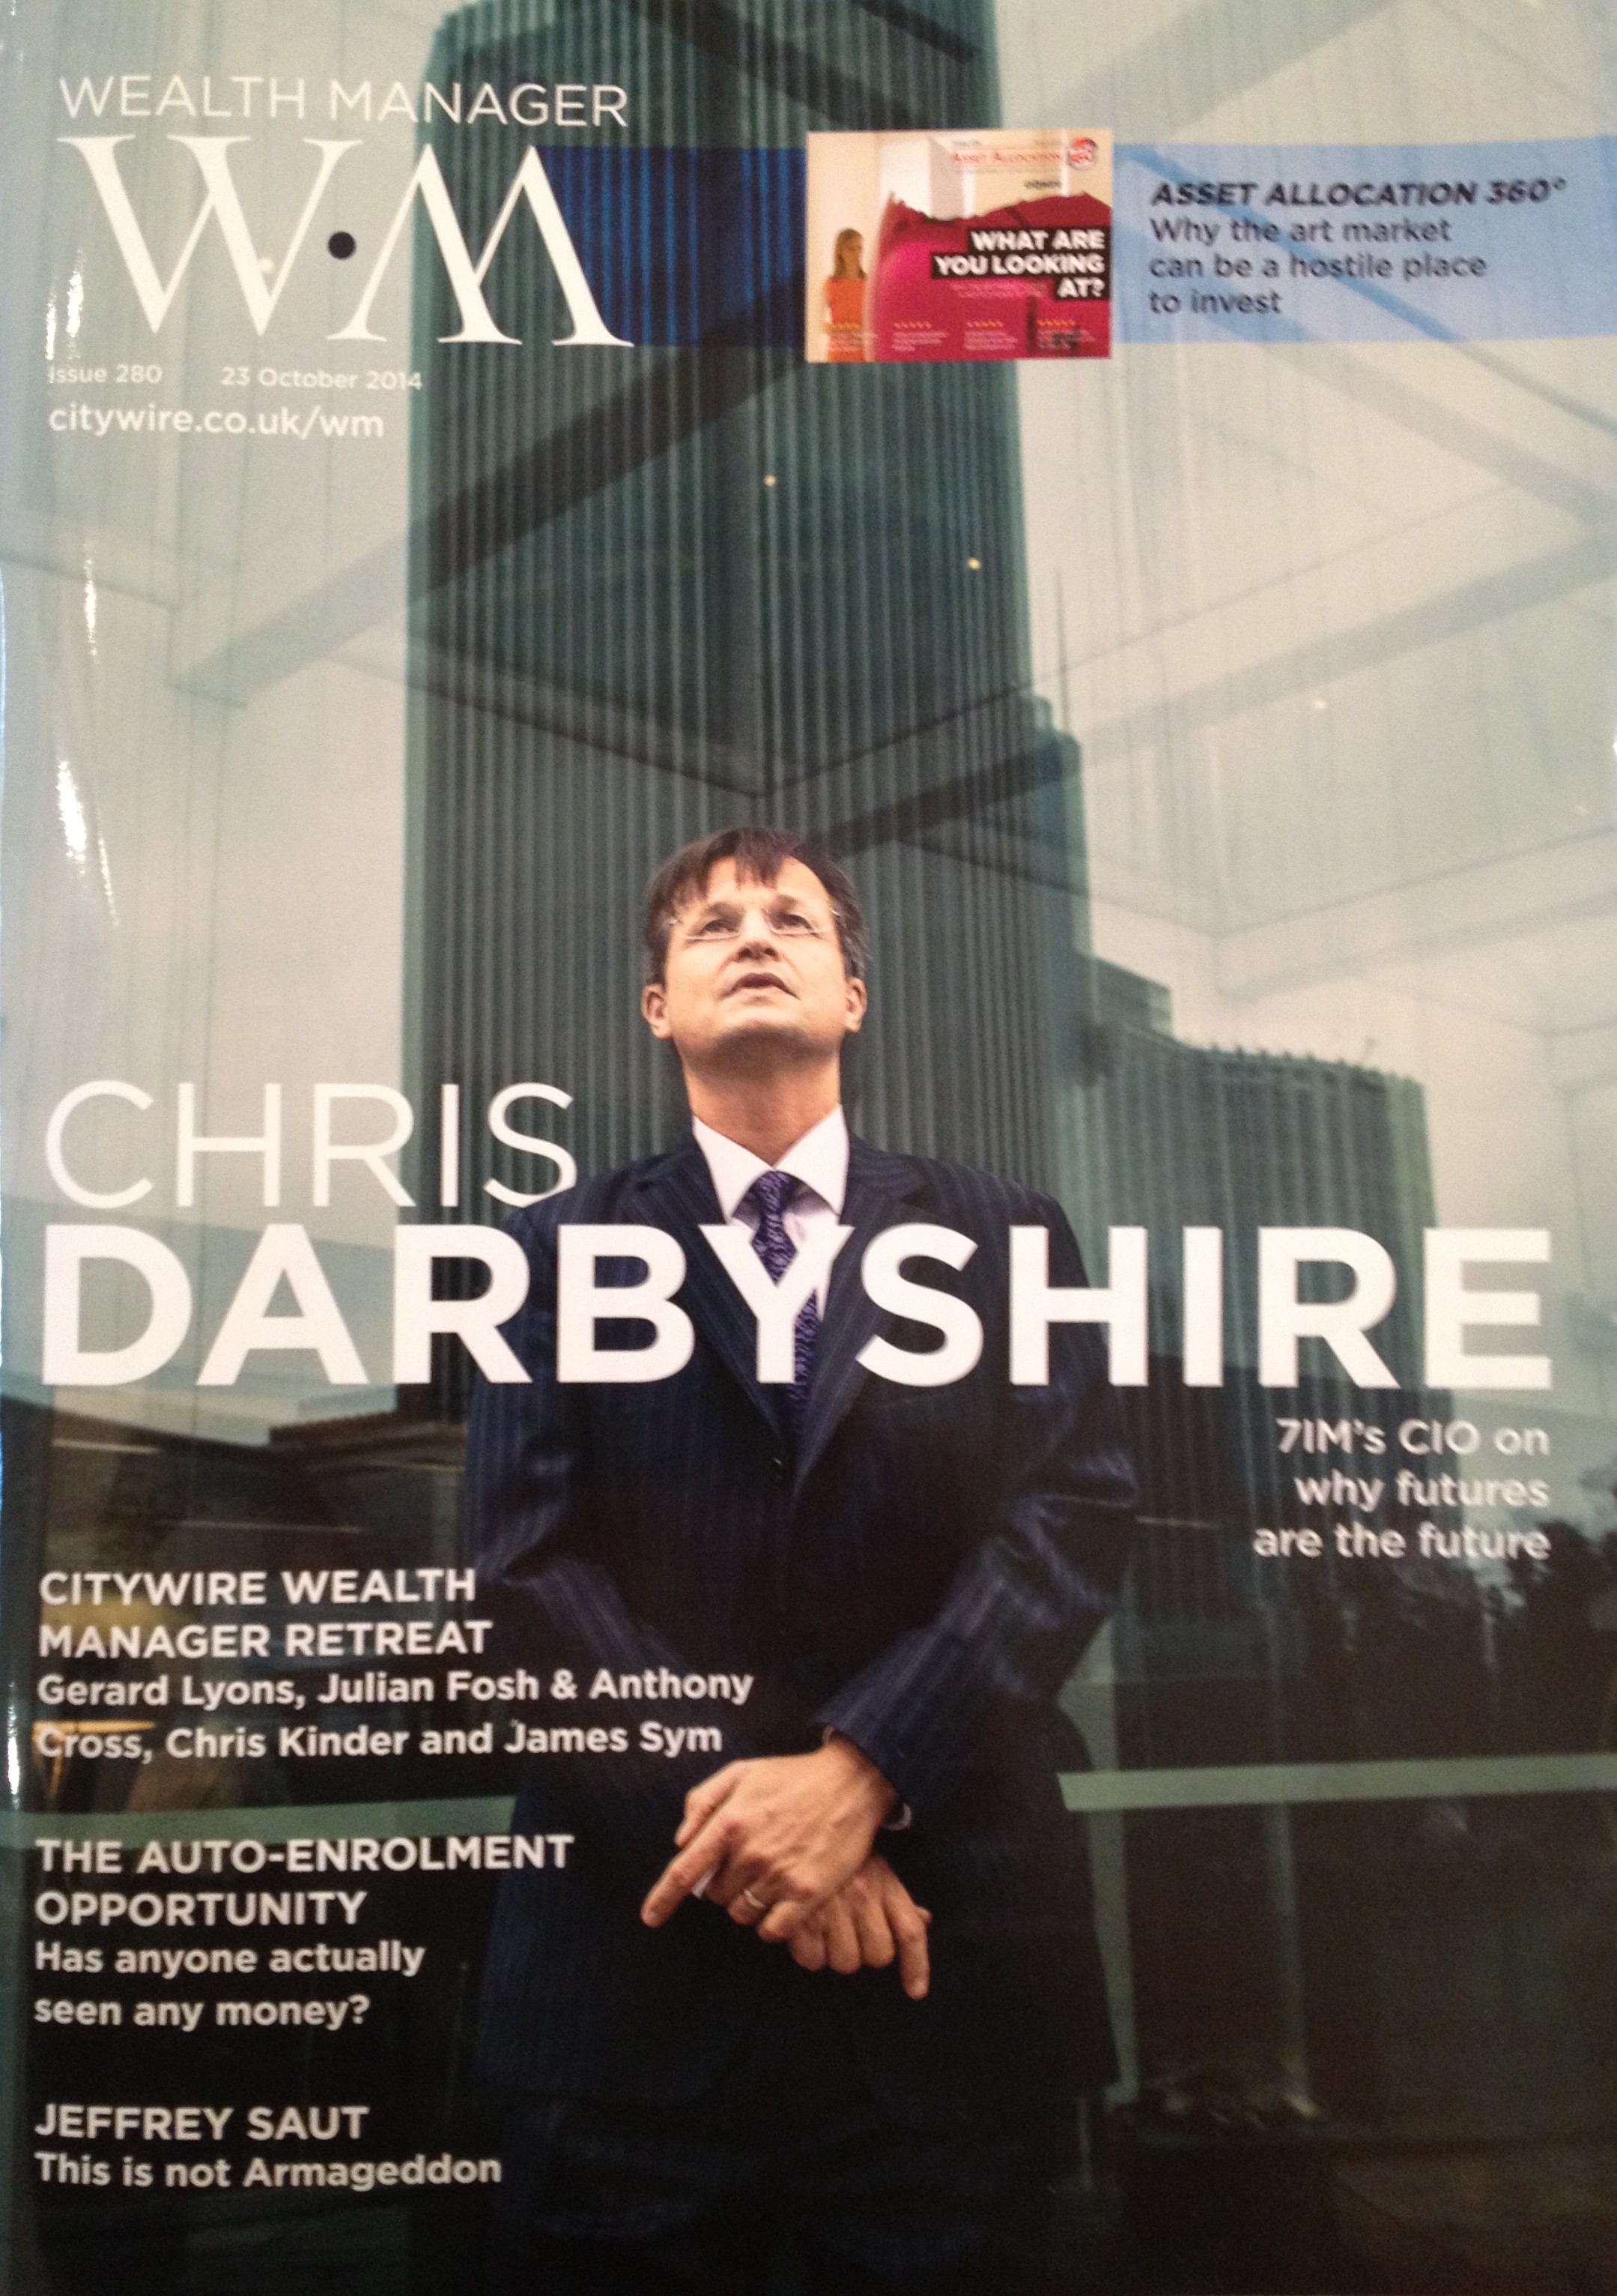 WEALTH MANAGER
W·M
Issue 280 23 October 2014
citywire.co.uk/wm
ASSET ALLOCATION
WHAT ARE
YOU LOOKING
AT?
ASSET ALLOCATION 360°
Why the art market
can be a hostile place
to invest
CHRIS
DARBYSHIRE
7IM's CIO on
why futures
are the future
CITYWIRE WEALTH
MANAGER RETREAT
Gerard Lyons, Julian Fosh & Anthony
Cross, Chris Kinder and James Sym
THE AUTO-ENROLMENT
OPPORTUNITY
Has anyone actually
seen any money?
JEFFREY SAUT
This is not Armageddon